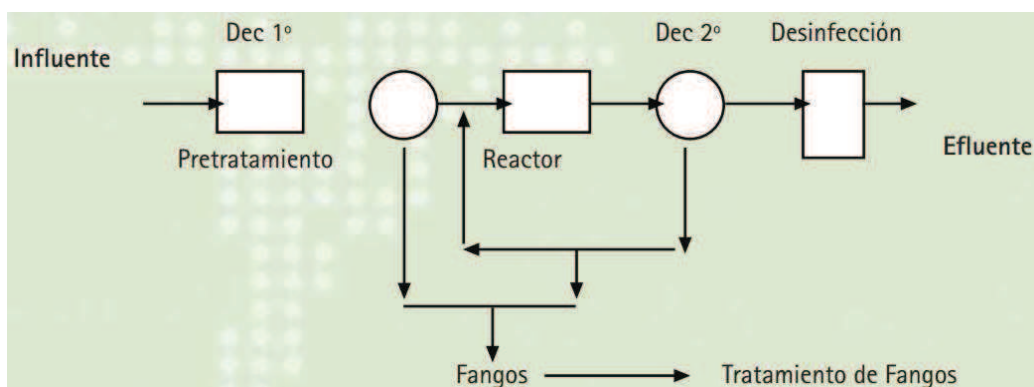 Dec 1º
Dec 2º
Desinfección
Influente
Pretratamiento
Reactor
Efluente
Fangos
Tratamiento de Fangos